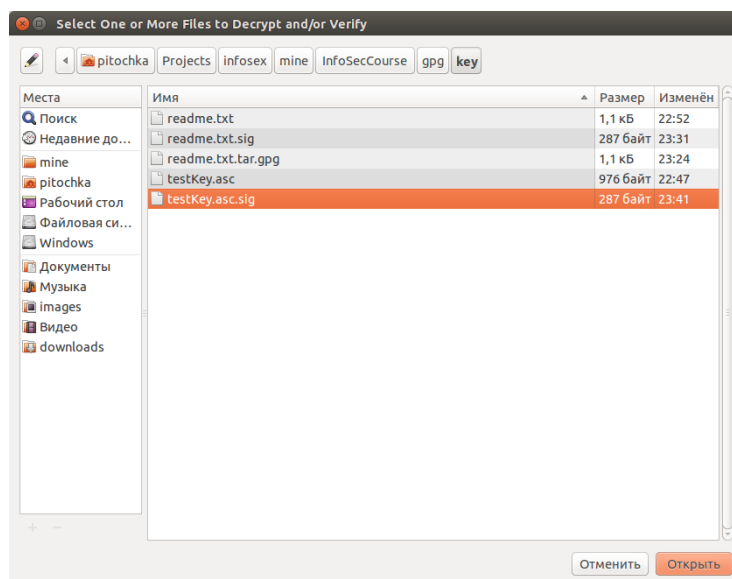 Select One or More Files to Decrypt and/or Verify
pitochka Projects infosex mine InfoSecCourse gpg key
Места
Поиск
Недавние до...
mine
pitochka
Рабочий стол
Файловая си...
Windows
Документы
Музыка
images
Видео
downloads
Имя Размер Изменён
readme.txt 1,1 кБ 22:52
readme.txt.sig 287 байт 23:31
readme.txt.tar.gpg 1,1 кБ 23:24
testKey.asc 976 байт 22:47
testKey.asc.sig 287 байт 23:41
Отменить Открыть